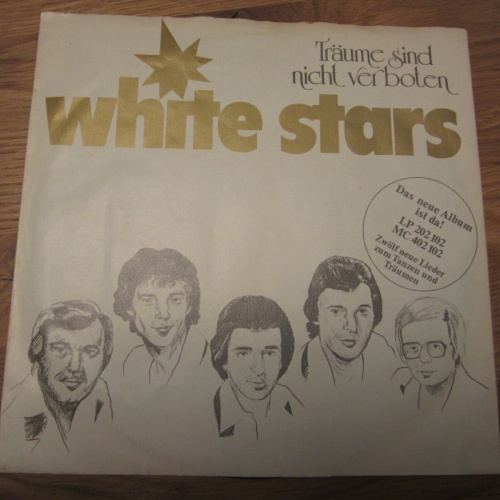 Träume sind
nicht verboten
white stars
Das neue Album
ist da!
LP 202 102
MC 402 102
Zwölf neue Lieder
zum Tanzen und
Träumen